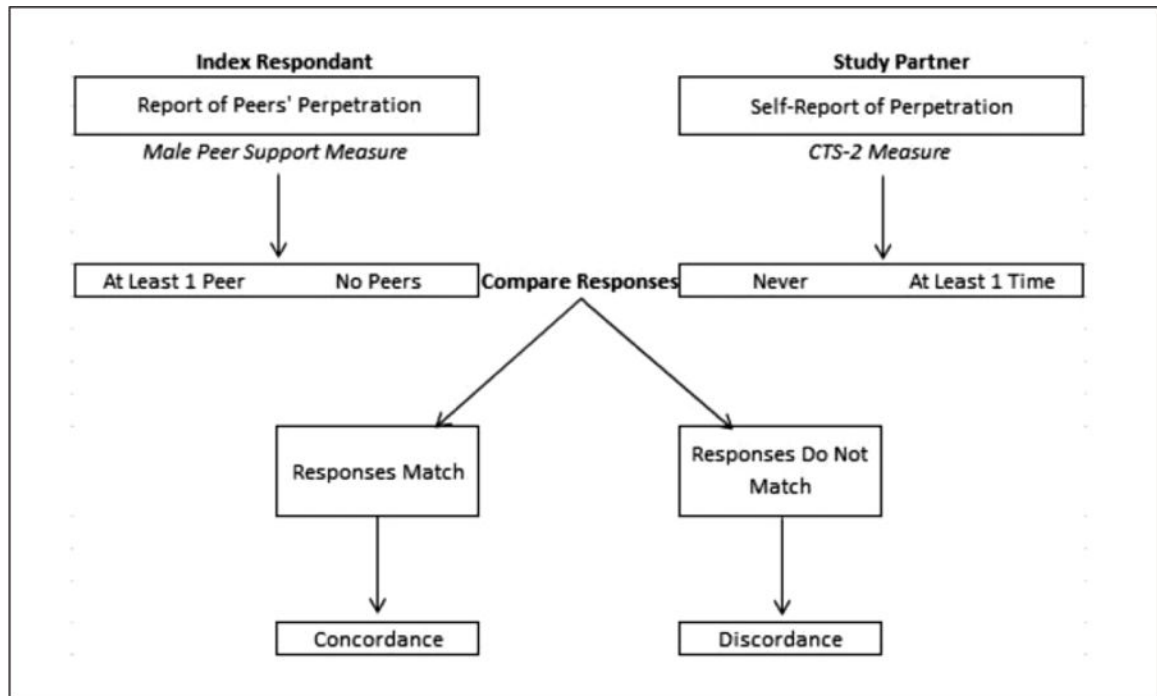 Index Respondant
Study Partner
Report of Peers' Perpetration
Self-Report of Perpetration
Male Peer Support Measure
CTS-2 Measure
At Least 1 Peer
No Peers
Compare Responses
Never
At Least 1 Time
Responses Match
Responses Do Not
Match
Concordance
Discordance